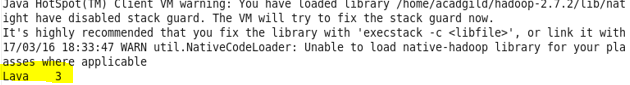 Java HotSpot(TM) Client VM warning: You have loaded library /home/acadgild/hadoop-2.7.2/lib/nat
ight have disabled stack guard. The VM will try to fix the stack guard now.
It's highly recommended that you fix the library with 'execstack -c <libfile>', or link it with
17/03/16 18:33:47 WARN util.NativeCodeLoader: Unable to load native-hadoop library for your pla
asses where applicable
Lava 3